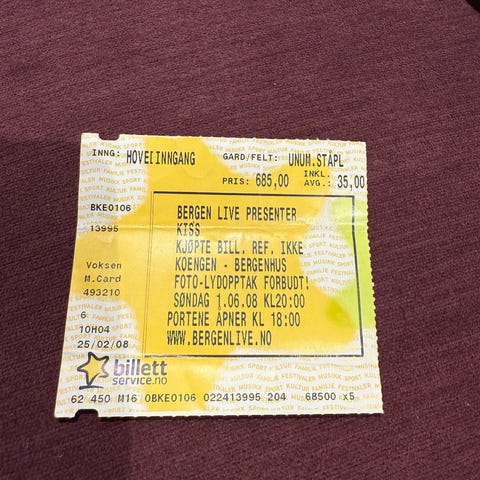 INNG: HOVEDINNGANG GARD/FELT: UNUM.STÅPL
PRIS: 685,00 INKL. AVG.: 35,00
BKE0106
13995
Voksen
M.Card
493210
6
10H04
25/02/08
BERGEN LIVE PRESENTER
KISS
KJØPTE BILL. REF. IKKE
KOENGEN - BERGENHUS
FOTO-LYDOPPTAK FORBUDT!
SØNDAG 1.06.08 KL20:00
PORTENE ÅPNER KL 18:00
WWW.BERGENLIVE.NO
billett
service.no
62 450 M16/0BKE0106 022413995 204 68500 x5